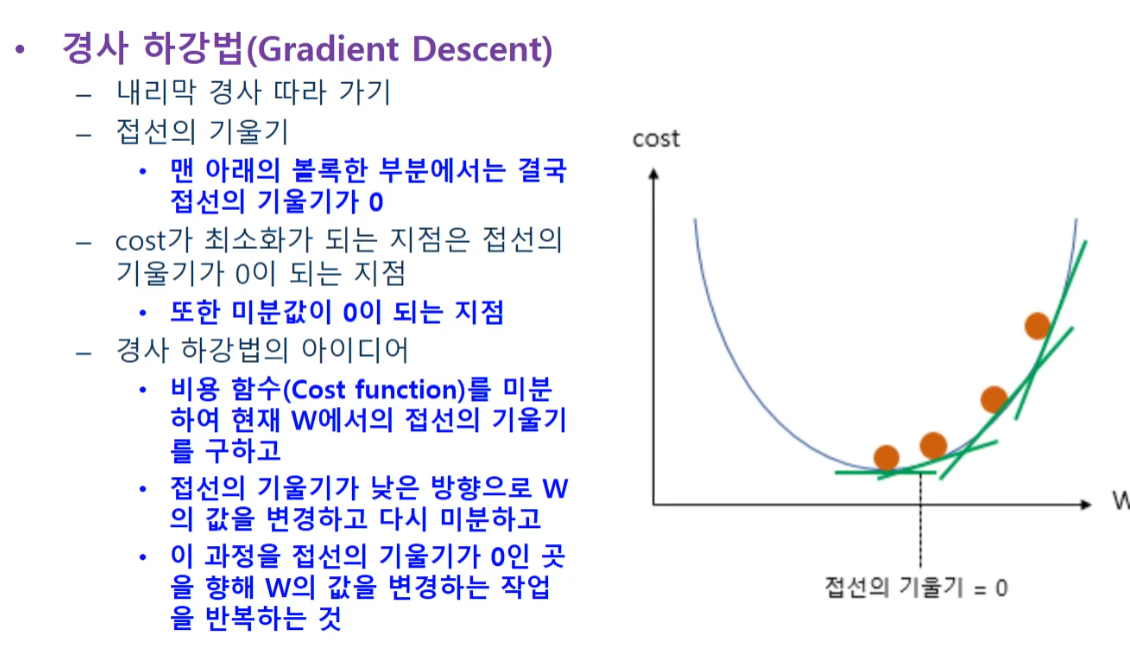 • 경사 하강법(Gradient Descent)
– 내리막 경사 따라 가기
– 접선의 기울기
• 맨 아래의 볼록한 부분에서는 결국
접선의 기울기가 0
– cost가 최소화가 되는 지점은 접선의
기울기가 0이 되는 지점
• 또한 미분값이 0이 되는 지점
– 경사 하강법의 아이디어
• 비용 함수(Cost function)를 미분
하여 현재 W에서의 접선의 기울기
를 구하고
• 접선의 기울기가 낮은 방향으로 W
의 값을 변경하고 다시 미분하고
• 이 과정을 접선의 기울기가 0인 곳
을 향해 W의 값을 변경하는 작업
을 반복하는 것
cost
W
접선의 기울기 = 0